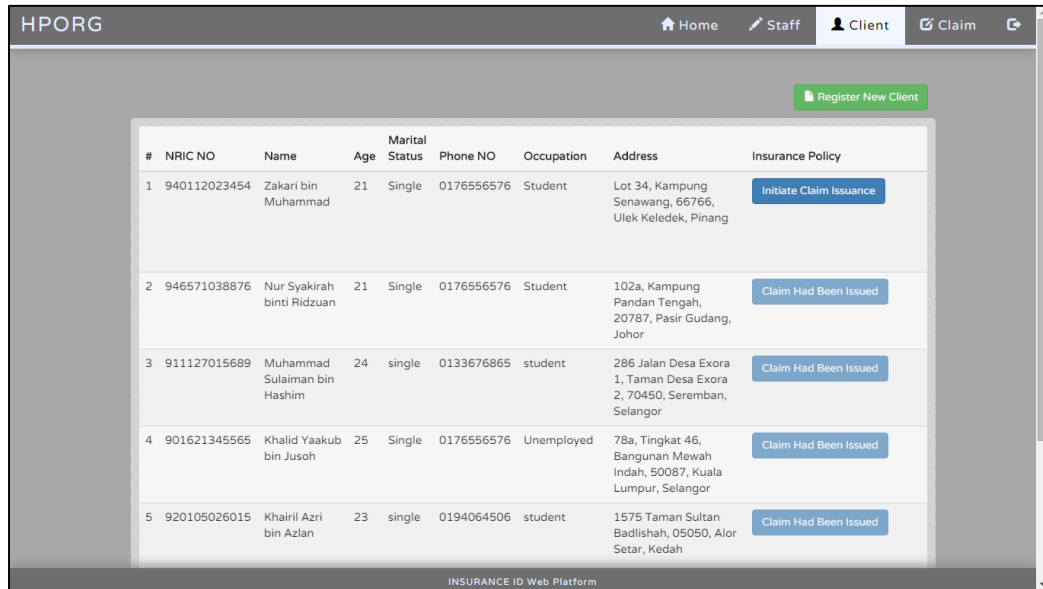 HPORG
Home
Staff
Client
Claim
Register New Client
# NRIC NO Name Age Marital Status Phone NO Occupation Address Insurance Policy
1 940112023454 Zakari bin Muhammad 21 Single 0176556576 Student Lot 34, Kampung Senawang, 66766, Ulek Keledek, Pinang Initiate Claim Issuance
2 946571038876 Nur Syakirah binti Ridzuan 21 Single 0176556576 Student 102a, Kampung Pandan Tengah, 20787, Pasir Gudang, Johor Claim Had Been Issued
3 911127015689 Muhammad Sulaiman bin Hashim 24 single 0133676865 student 286 Jalan Desa Exora 1, Taman Desa Exora 2, 70450, Seremban, Selangor Claim Had Been Issued
4 901621345565 Khalid Yaakub bin Jusoh 25 Single 0176556576 Unemployed 78a, Tingkat 46, Bangunan Mewah Indah, 50087, Kuala Lumpur, Selangor Claim Had Been Issued
5 920105026015 Khairil Azri bin Azlan 23 single 0194064506 student 1575 Taman Sultan Badlishah, 05050, Alor Setar, Kedah Claim Had Been Issued
INSURANCE ID Web Platform